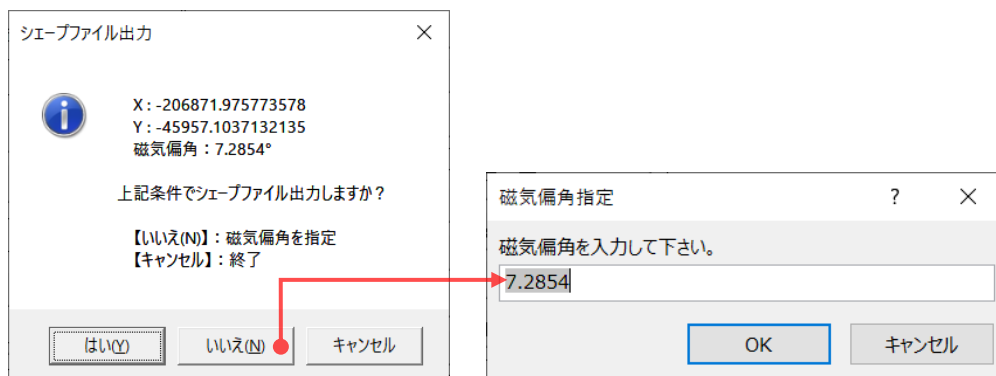 シェープファイル出力
X : -206871.975773578
Y : -45957.1037132135
磁気偏角：7.2854°
上記条件でシェープファイル出力しますか？
【いいえ(N)】：磁気偏角を指定
【キャンセル】：終了
はい(Y)
いいえ(N)
キャンセル
磁気偏角指定
?
磁気偏角を入力して下さい。
7.2854
OK
キャンセル